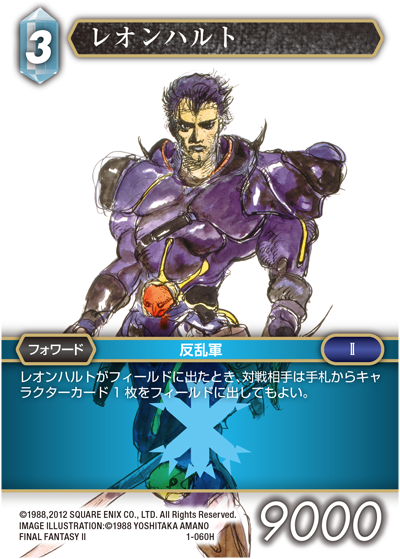 3
レオンハルト
フォワード
反乱軍
II
レオンハルトがフィールドに出たとき、対戦相手は手札からキャ
ラクターカード 1 枚をフィールドに出してもよい。
©1988,2012 SQUARE ENIX CO., LTD. All Rights Reserved.
IMAGE ILLUSTRATION:©1988 YOSHITAKA AMANO
FINAL FANTASY II
1-060H
9000